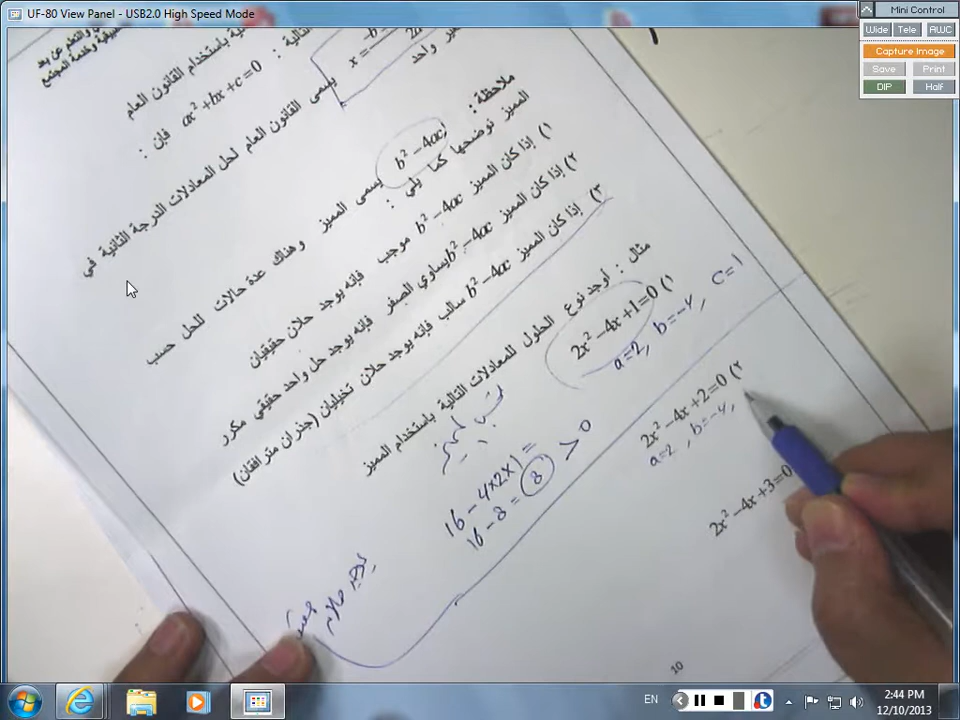 UF-80 View Panel - USB2.0 High Speed Mode
Mini Control
Wide Tele AWC
Capture Image
Save Print
DIP Half
باستخدام القانون العام
التالية :
ax² + bx + c = 0 فإن :
يسمى القانون العام لحل المعادلات الدرجة الثانية في
واحد
ملاحظة :
b² - 4ac يسمى المميز وهناك عدة حالات للحل حسب
المميز نوضحها كما يلي :
١) إذا كان المميز b² - 4ac موجب فإنه يوجد حلان حقيقيان
٢) إذا كان المميز b² - 4ac يساوي الصفر فإنه يوجد حل واحد حقيقي مكرر
٣) إذا كان المميز b² - 4ac سالب فإنه يوجد حلان تخيليان (جذران مترافقان)
مثال : أوجد نوع الحلول للمعادلات التالية باستخدام المميز
١) 2x² - 4x + 1 = 0
a=2, b=-4, c=1
16 - 4×2×1 =
16 - 8 = 8 > 0
٢) 2x² - 4x + 2 = 0
a=2, b=-4,
2x² - 4x + 3 = 0
10
EN
2:44 PM
12/10/2013